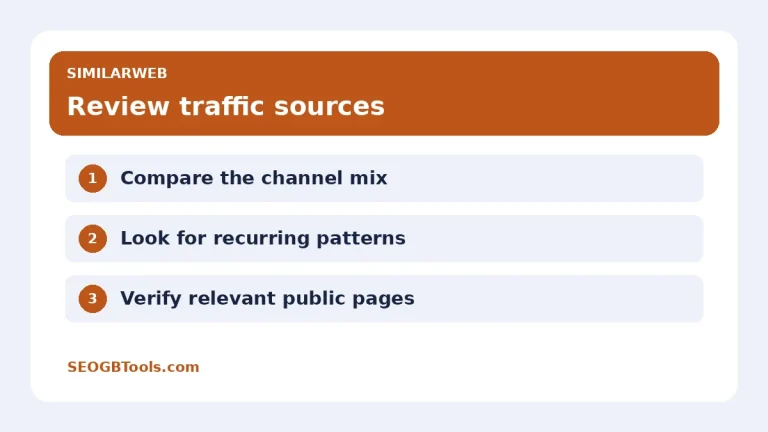 SIMILARWEB
Review traffic sources
1 Compare the channel mix
2 Look for recurring patterns
3 Verify relevant public pages
SEOGBTools.com